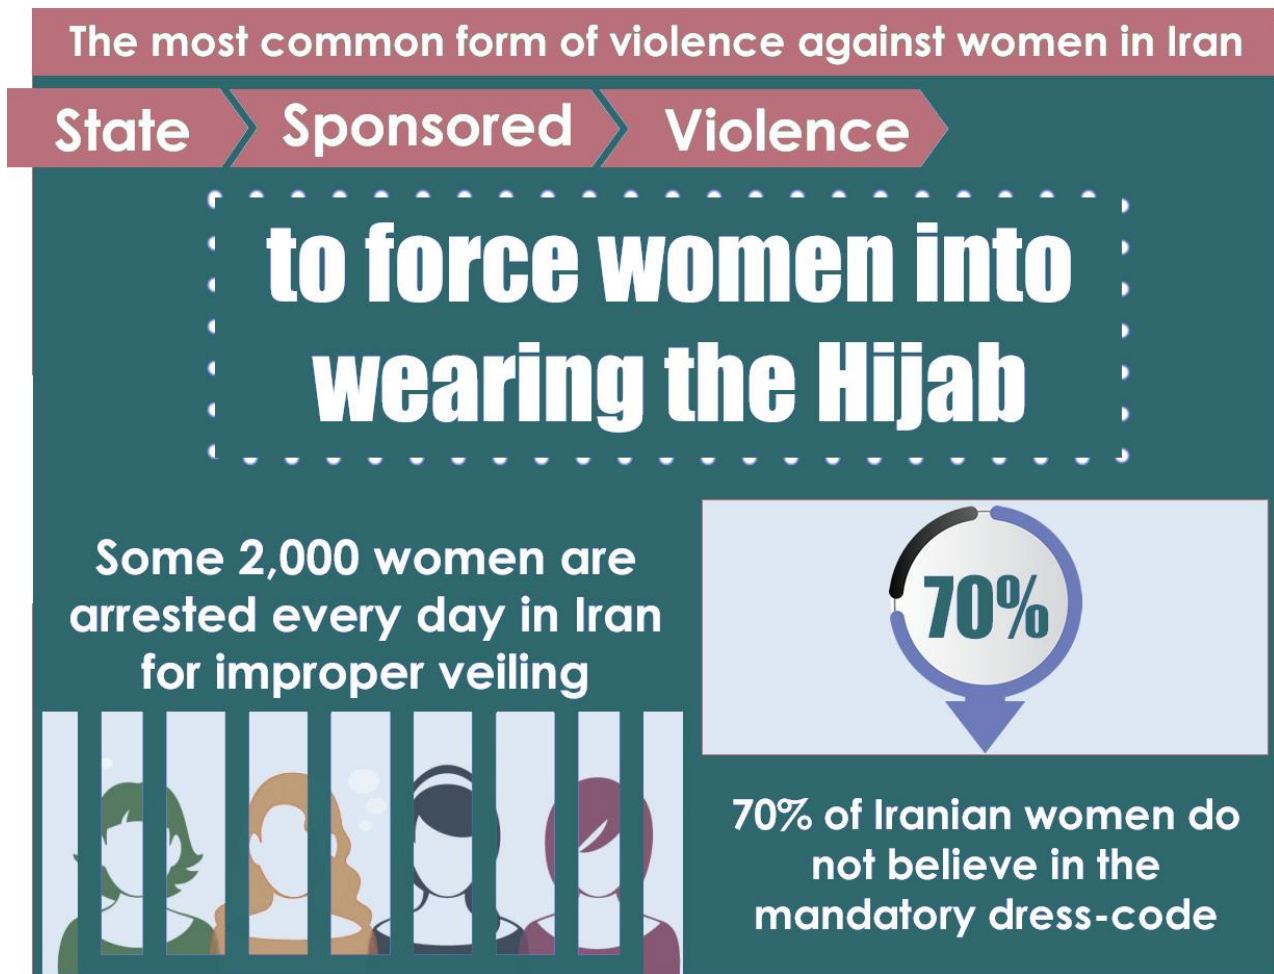 The most common form of violence against women in Iran
State Sponsored Violence
to force women into
wearing the Hijab
Some 2,000 women are
arrested every day in Iran
for improper veiling
70%
70% of Iranian women do
not believe in the
mandatory dress-code